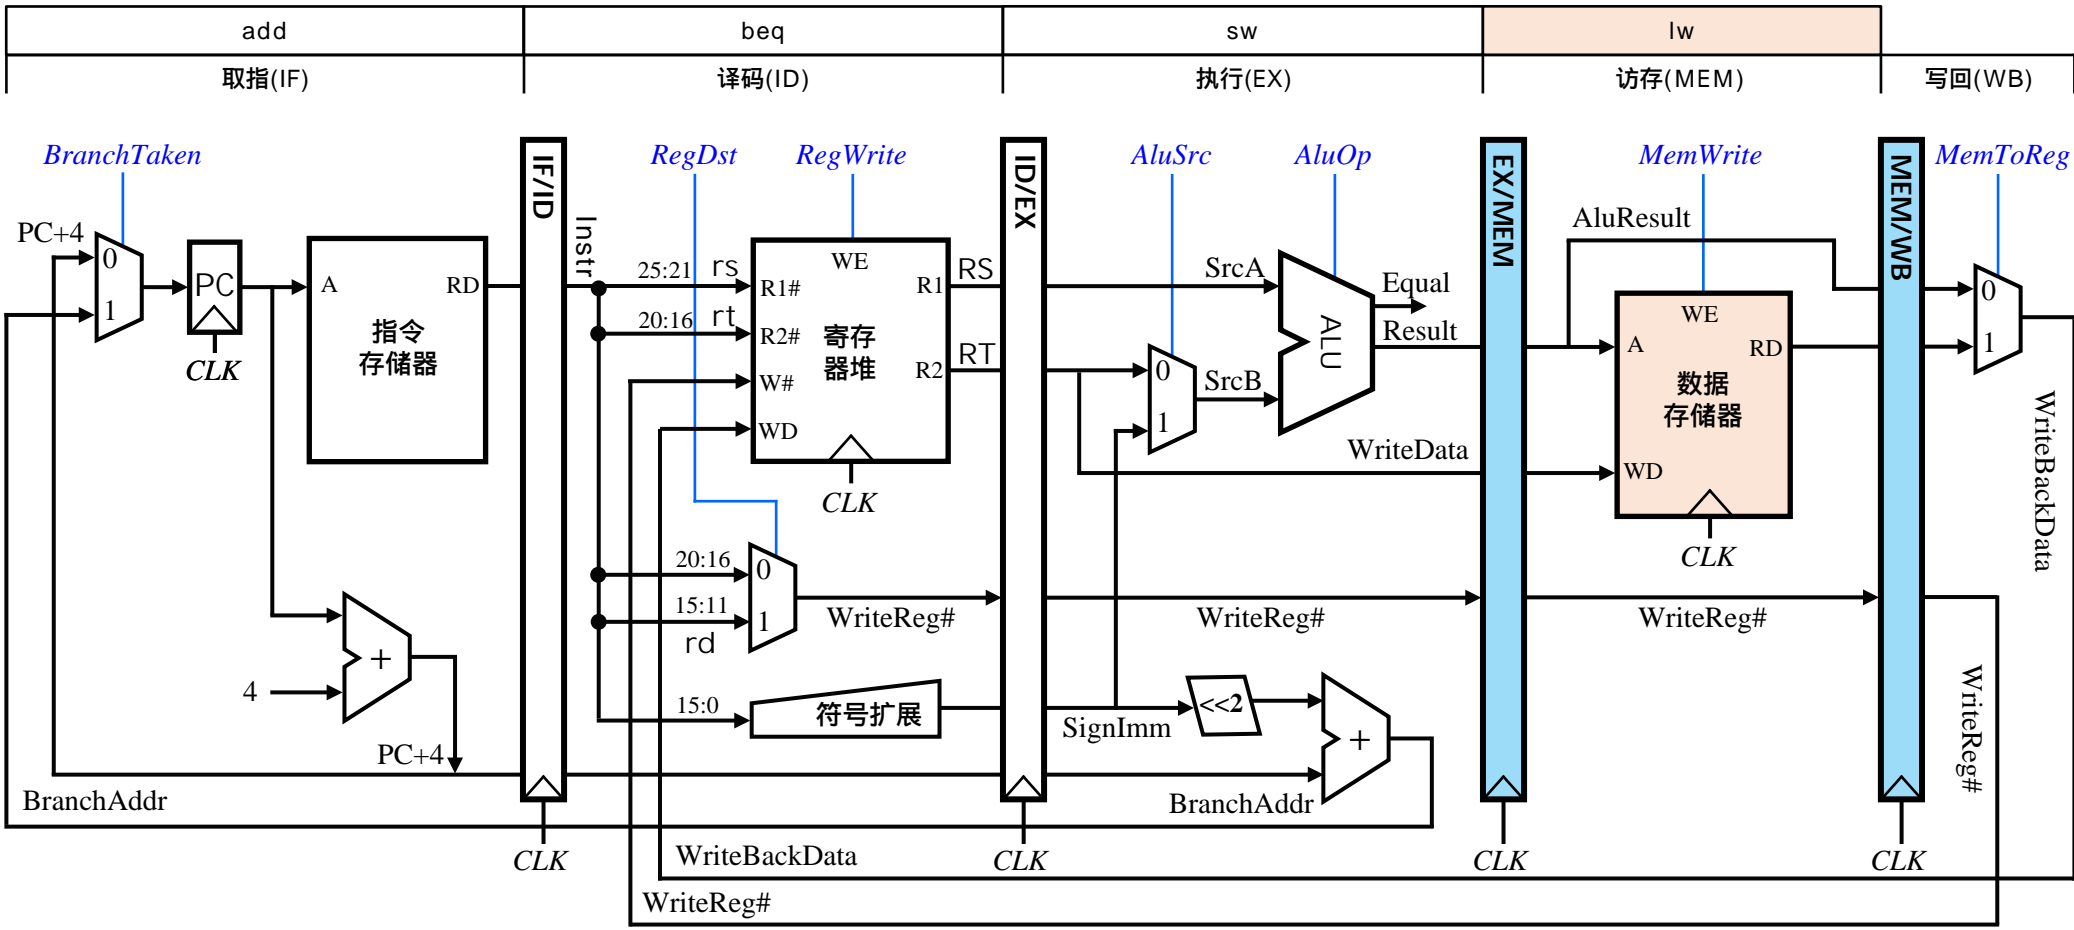 add
beq
sw
lw
取指(IF)
译码(ID)
执行(EX)
访存(MEM)
写回(WB)
BranchTaken
RegDst
RegWrite
AluSrc
AluOp
MemWrite
MemToReg
IF/ID
ID/EX
EX/MEM
MEM/WB
PC+4
0
1
PC
CLK
A
RD
指令
存储器
Instr
25:21
rs
20:16
rt
WE
R1#
R2#
W#
WD
R1
R2
寄存
器堆
CLK
RS
RT
SrcA
SrcB
0
1
ALU
Equal
Result
WriteData
AluResult
WE
A
RD
数据
存储器
WD
CLK
0
1
WriteBackData
20:16
15:11
rd
0
1
WriteReg#
WriteReg#
WriteReg#
WriteReg#
4
+
PC+4
15:0
符号扩展
SignImm
<<2
+
BranchAddr
BranchAddr
CLK
CLK
CLK
CLK
WriteBackData
WriteReg#